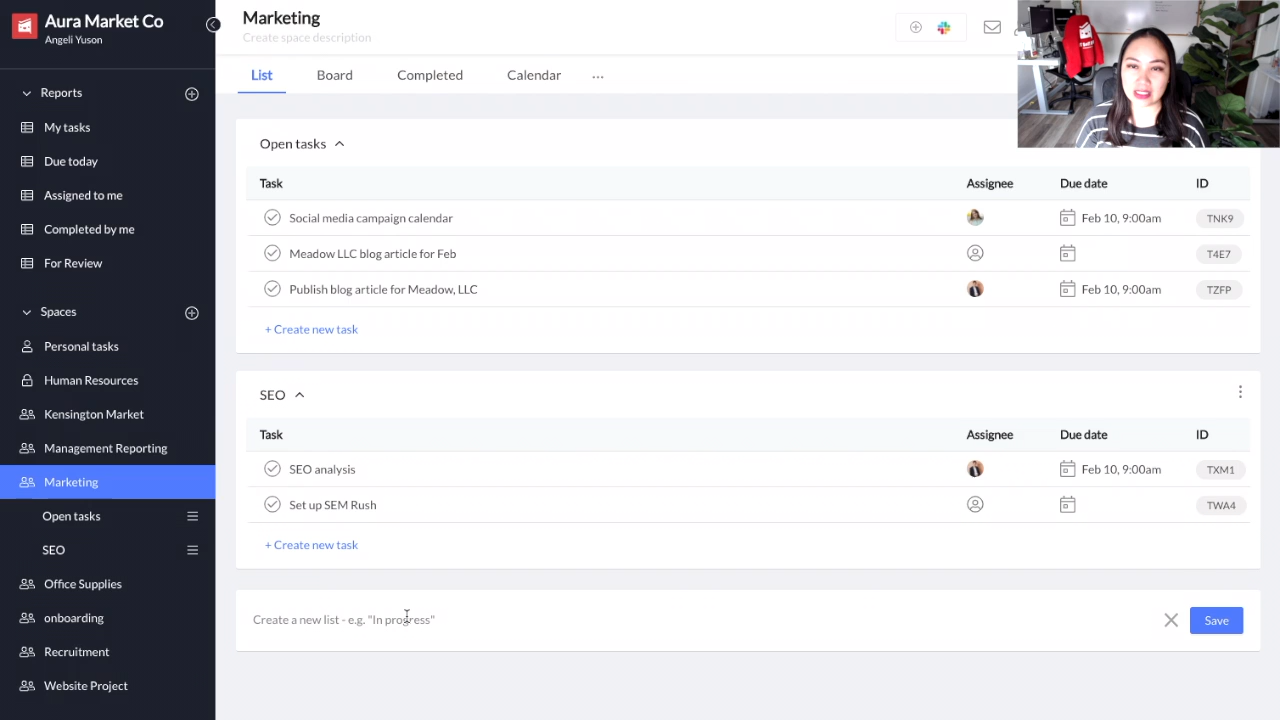 Aura Market Co
Angeli Yuson
Reports
My tasks
Due today
Assigned to me
Completed by me
For Review
Spaces
Personal tasks
Human Resources
Kensington Market
Management Reporting
Marketing
Open tasks
SEO
Office Supplies
onboarding
Recruitment
Website Project
Marketing
Create space description
List Board Completed Calendar ...
Open tasks
Task Assignee Due date ID
Social media campaign calendar Feb 10, 9:00am TNK9
Meadow LLC blog article for Feb T4E7
Publish blog article for Meadow, LLC Feb 10, 9:00am TZFP
+ Create new task
SEO
Task Assignee Due date ID
SEO analysis Feb 10, 9:00am TXM1
Set up SEM Rush TWA4
+ Create new task
Create a new list - e.g. "In progress" Save